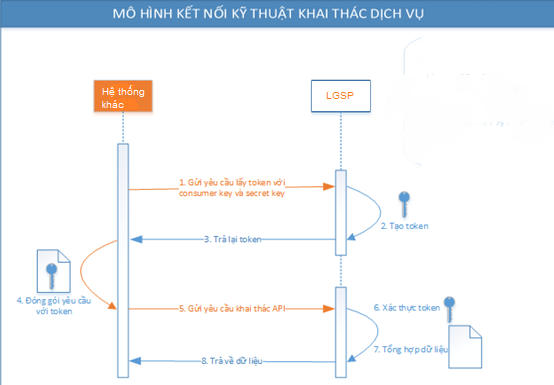 MÔ HÌNH KẾT NỐI KỸ THUẬT KHAI THÁC DỊCH VỤ
Hệ thống
khác
LGSP
1. Gửi yêu cầu lấy token với
consumer key và secret key
2. Tạo token
3. Trả lại token
4. Đóng gói yêu cầu
với token
5. Gửi yêu cầu khai thác API
6. Xác thực token
7. Tổng hợp dữ liệu
8. Trả về dữ liệu